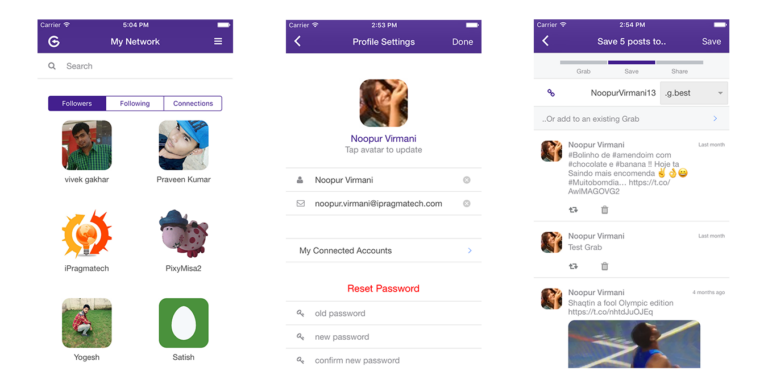 Carrier 5:04 PM
G My Network
Search
Followers Following Connections
vivek gakhar Praveen Kumar
iPragmatech PixyMisa2
Yogesh Satish
Carrier 2:53 PM
Profile Settings Done
Noopur Virmani
Tap avatar to update
Noopur Virmani
noopur.virmani@ipragmatech.com
My Connected Accounts
Reset Password
old password
new password
confirm new password
Carrier 2:54 PM
Save 5 posts to.. Save
Grab Save Share
NoopurVirmani13 .g.best
..Or add to an existing Grab
Noopur Virmani Last month
#Bolinho de #amendoim com
#chocolate e #banana !! Hoje ta
Saindo mais encomenda ✌👌😄
#Muitobomdia... https://t.co/
AwlMAGOVG2
Noopur Virmani Last month
Test Grab
Noopur Virmani 4 months ago
Shaqtin a fool Olympic edition
https://t.co/nhtdJuOJEq